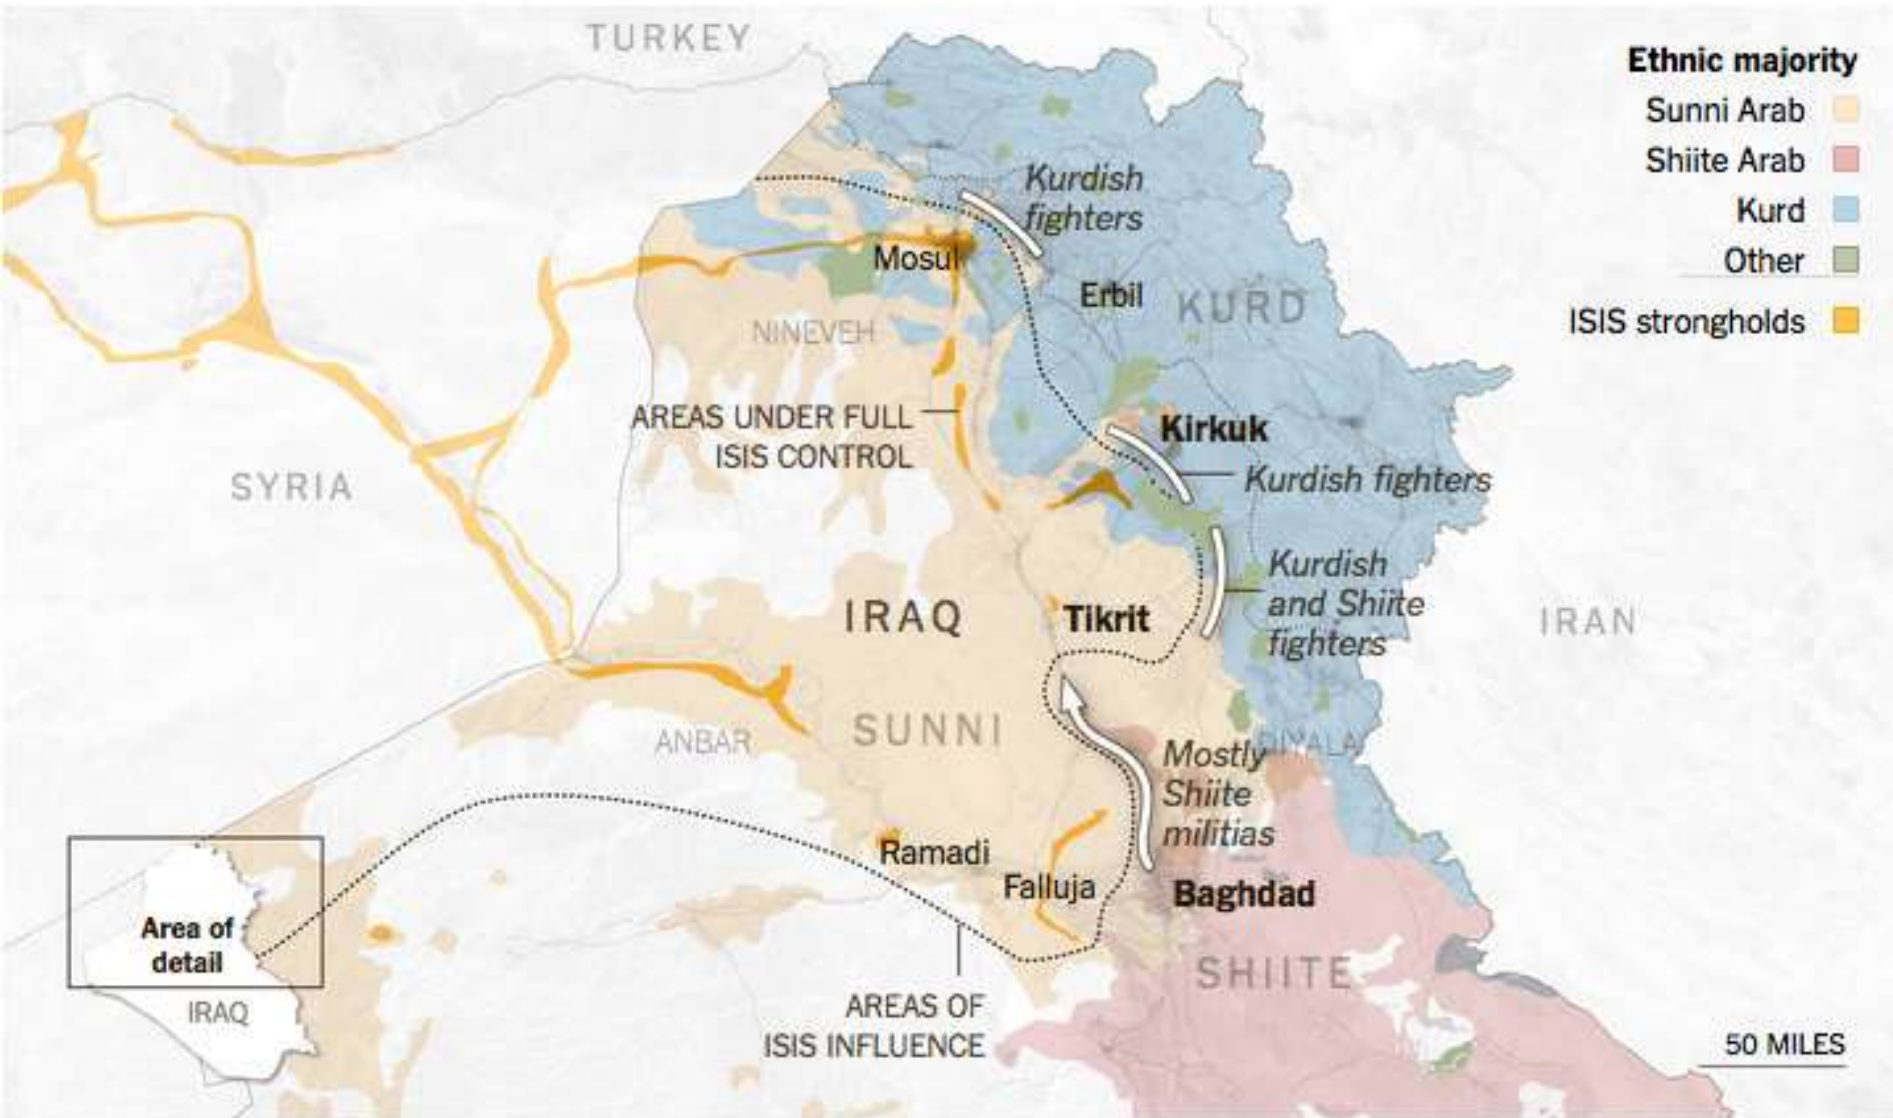 TURKEY
Ethnic majority
Sunni Arab
Shiite Arab
Kurd
Other
ISIS strongholds
Kurdish
fighters
Mosul
Erbil
KURD
NINEVEH
AREAS UNDER FULL
ISIS CONTROL
Kirkuk
Kurdish fighters
SYRIA
Kurdish
and Shiite
fighters
IRAQ
Tikrit
IRAN
SUNNI
ANBAR
DIYALA
Mostly
Shiite
militias
Ramadi
Falluja
Baghdad
Area of
detail
IRAQ
SHIITE
AREAS OF
ISIS INFLUENCE
50 MILES